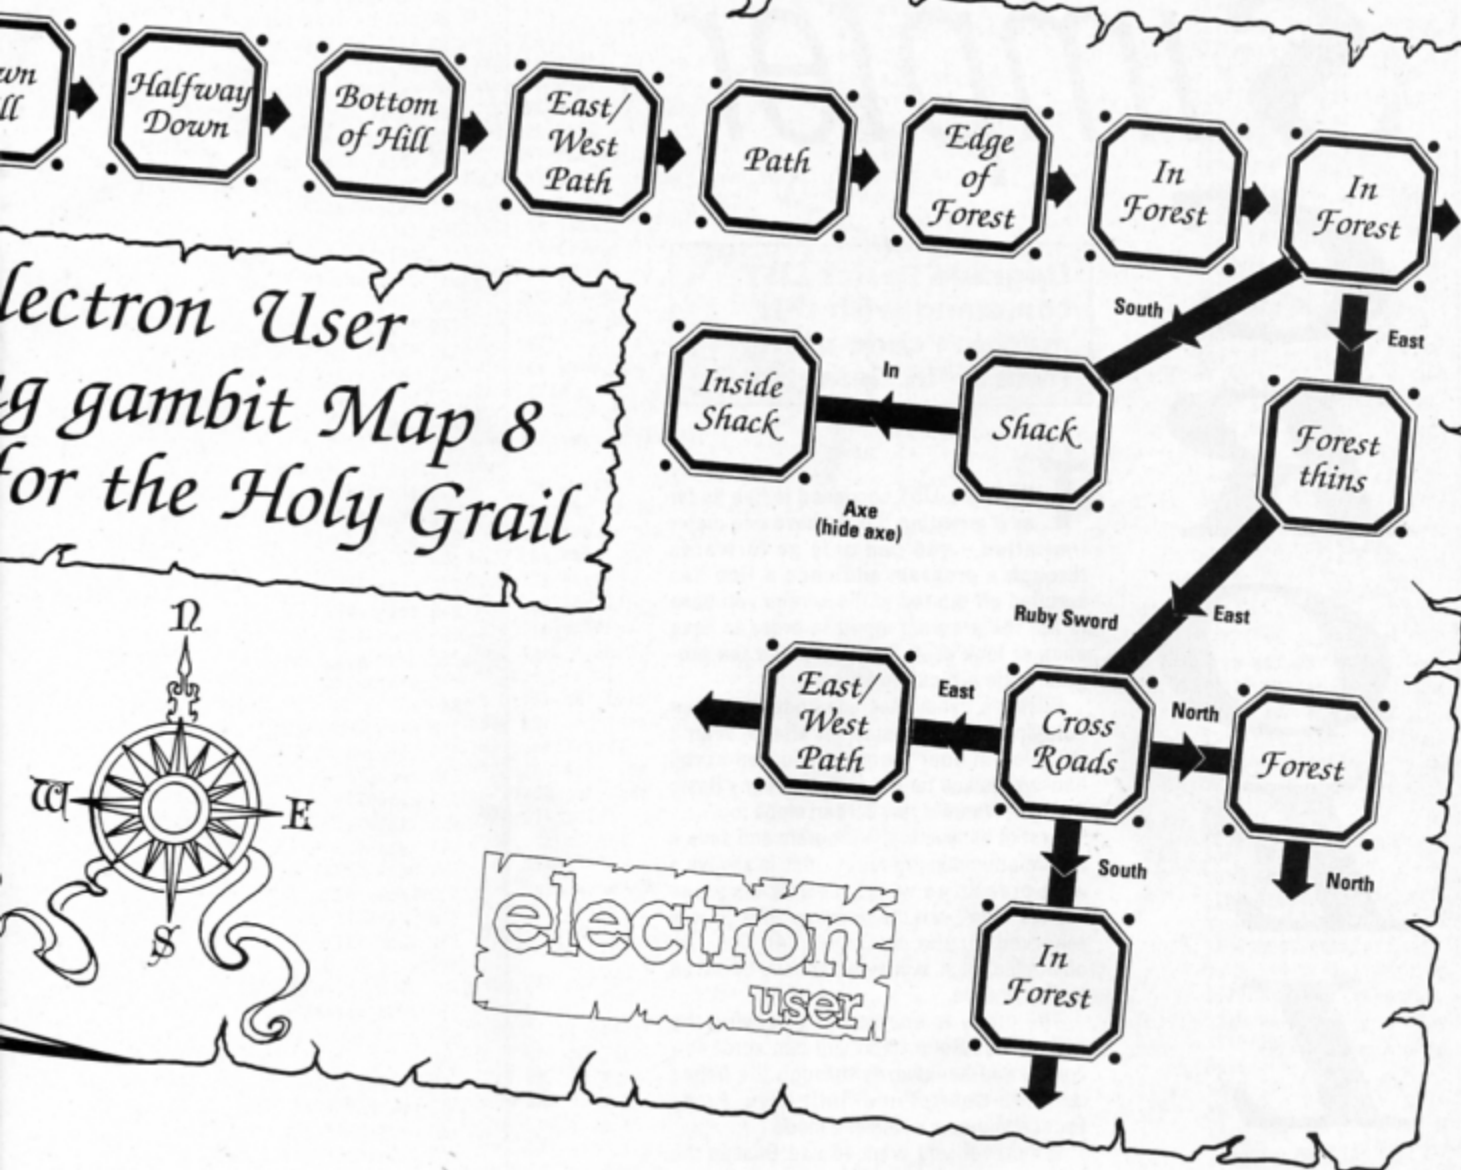 wn
ll
Halfway
Down
Bottom
of Hill
East/
West
Path
Path
Edge
of
Forest
In
Forest
In
Forest
lectron User
g gambit Map 8
for the Holy Grail
South
East
Inside
Shack
In
Shack
Forest
thins
Axe
(hide axe)
Ruby Sword
East
East/
West
Path
East
Cross
Roads
North
Forest
South
North
In
Forest
N
W
E
S
electron
user